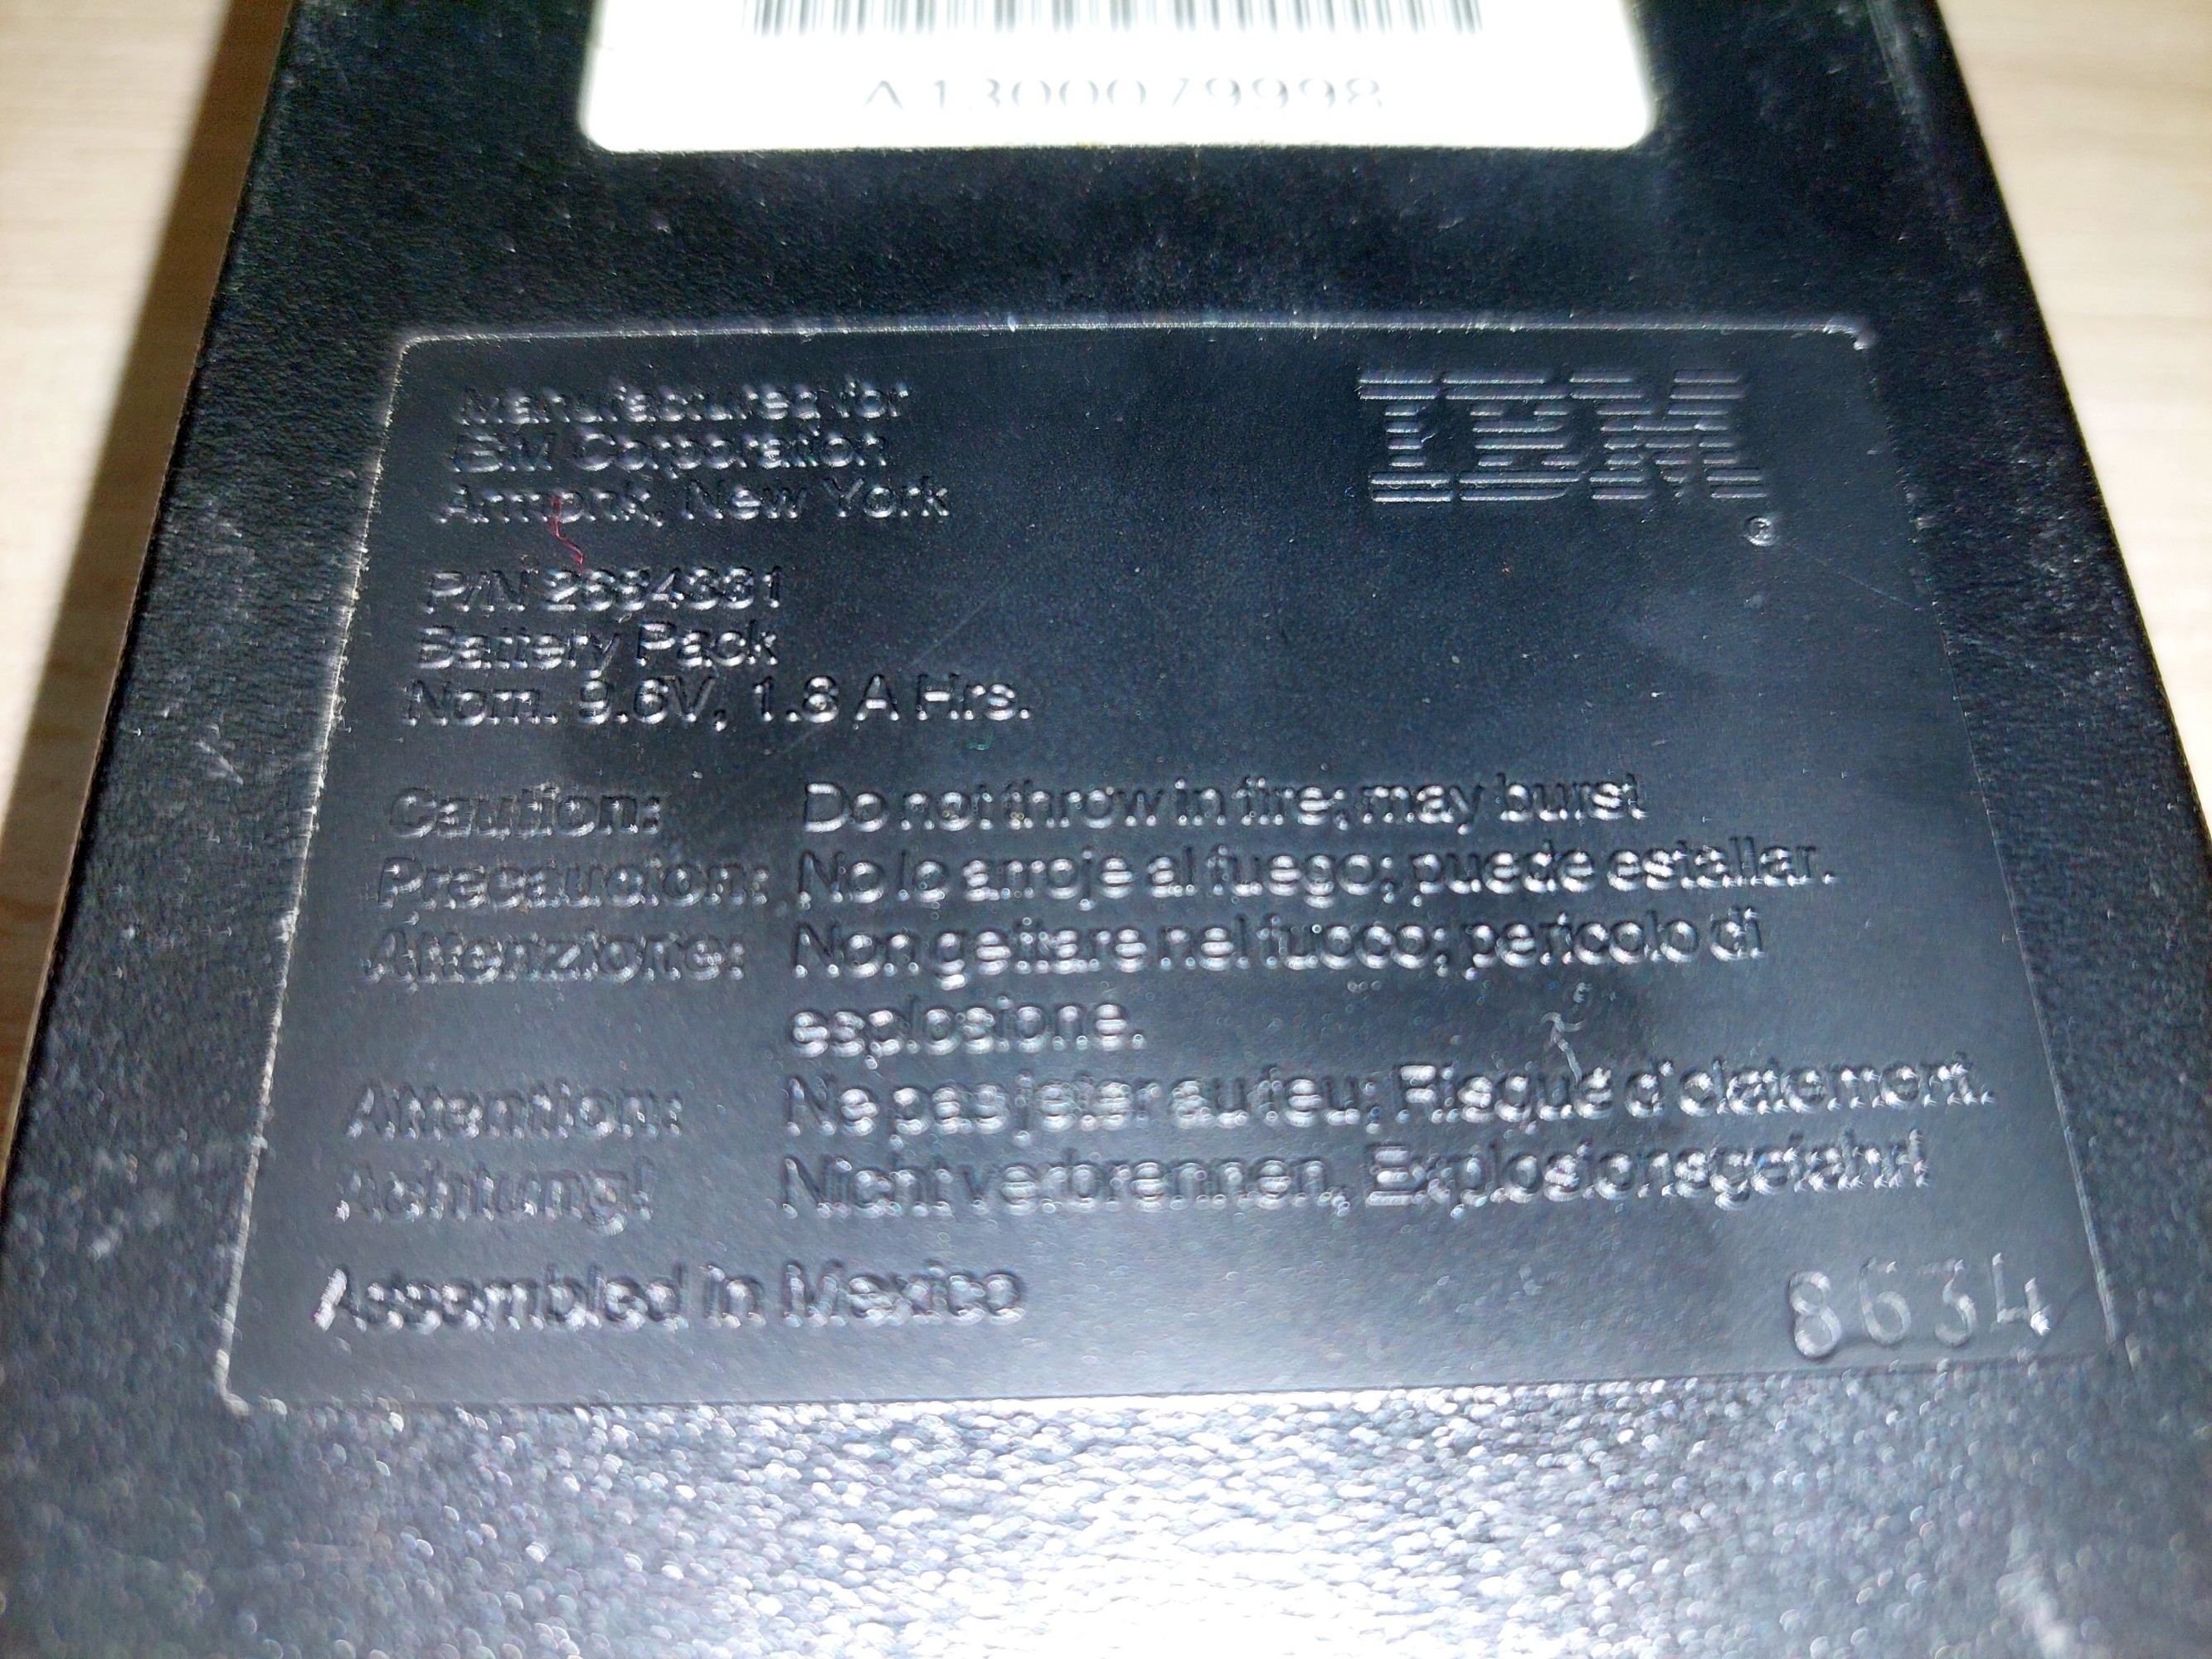 A1300079998
Manufactured for
IBM Corporation
Armonk, New York
IBM
®
P/N
Battery Pack
Nom. 9.6V, 1.8 A Hrs.
Caution: Do not throw in fire; may burst
Precaucion: No lo arroje al fuego; puede estallar.
Attenzione: Non gettare nel fuoco; pericolo di
esplosione.
Attention: Ne pas jeter au feu; Risque d'clatement.
Achtung! Nicht verbrennen, Explosionsgefahr!
Assembled in Mexico
8634